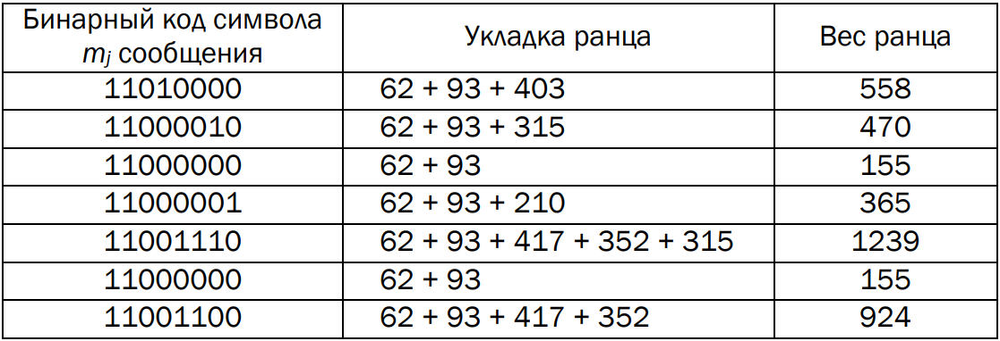 Бинарный код символа
mj сообщения
Укладка ранца
Вес ранца
11010000 62 + 93 + 403 558
11000010 62 + 93 + 315 470
11000000 62 + 93 155
11000001 62 + 93 + 210 365
11001110 62 + 93 + 417 + 352 + 315 1239
11000000 62 + 93 155
11001100 62 + 93 + 417 + 352 924